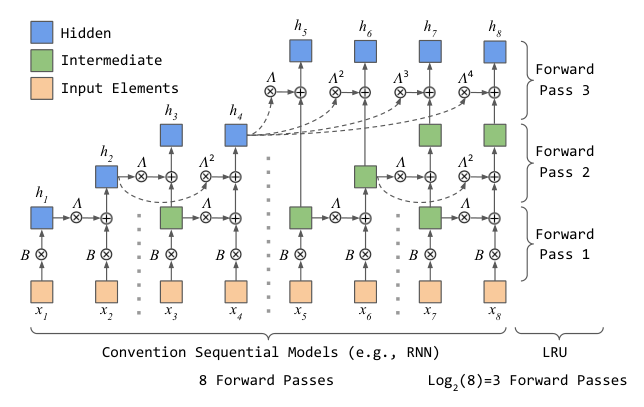 Hidden
Intermediate
Input Elements
h5 h6 h7 h8
Λ Λ² Λ³ Λ⁴
Forward
Pass 3
h3 h4
h2 Λ Λ² Λ Λ²
Forward
Pass 2
h1 Λ Λ Λ Λ
Forward
Pass 1
B B B B B B B B
x1 x2 x3 x4 x5 x6 x7 x8
Convention Sequential Models (e.g., RNN) LRU
8 Forward Passes Log₂(8)=3 Forward Passes